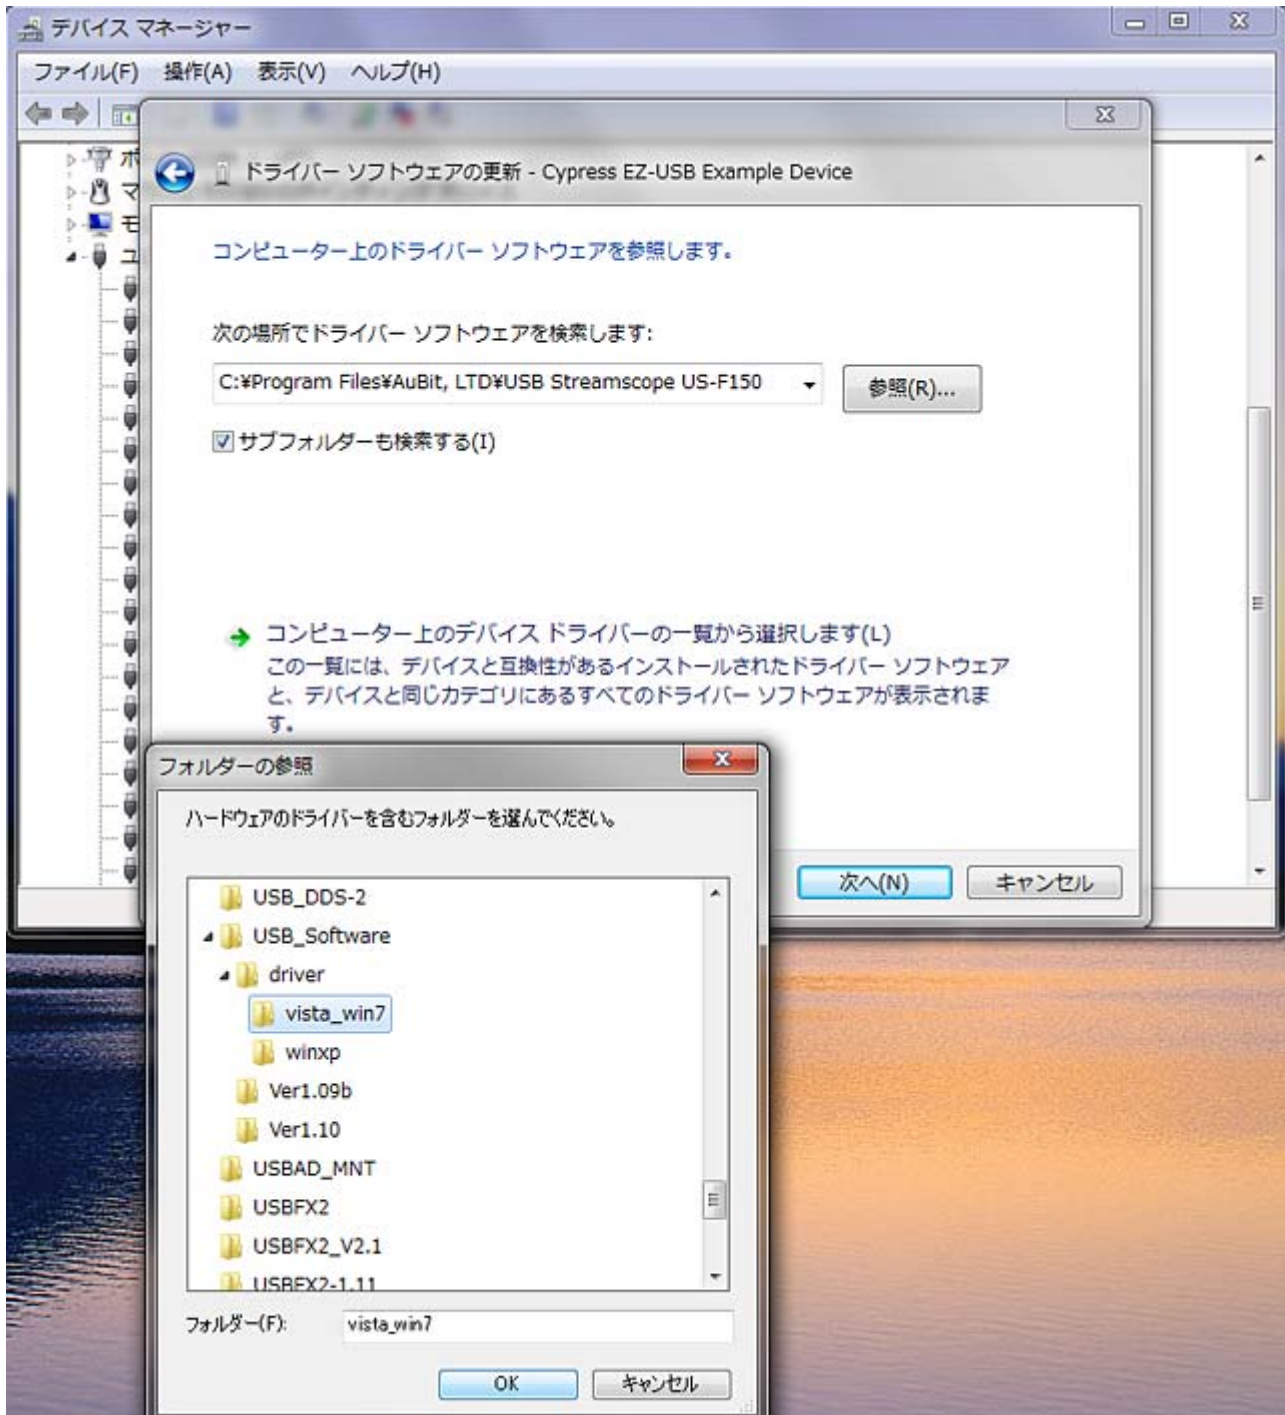 デバイス マネージャー
ファイル(F) 操作(A) 表示(V) ヘルプ(H)
ポ
マ
モ
ユ
ドライバー ソフトウェアの更新 - Cypress EZ-USB Example Device
コンピューター上のドライバー ソフトウェアを参照します。
次の場所でドライバー ソフトウェアを検索します:
C:¥Program Files¥AuBit, LTD¥USB Streamscope US-F150
参照(R)...
サブフォルダーも検索する(I)
コンピューター上のデバイス ドライバーの一覧から選択します(L)
この一覧には、デバイスと互換性があるインストールされたドライバー ソフトウェア
と、デバイスと同じカテゴリにあるすべてのドライバー ソフトウェアが表示されま
す。
次へ(N) キャンセル
フォルダーの参照
ハードウェアのドライバーを含むフォルダーを選んでください。
USB_DDS-2
USB_Software
driver
vista_win7
winxp
Ver1.09b
Ver1.10
USBAD_MNT
USBFX2
USBFX2_V2.1
USBFX2-1.11
フォルダー(F): vista_win7
OK キャンセル